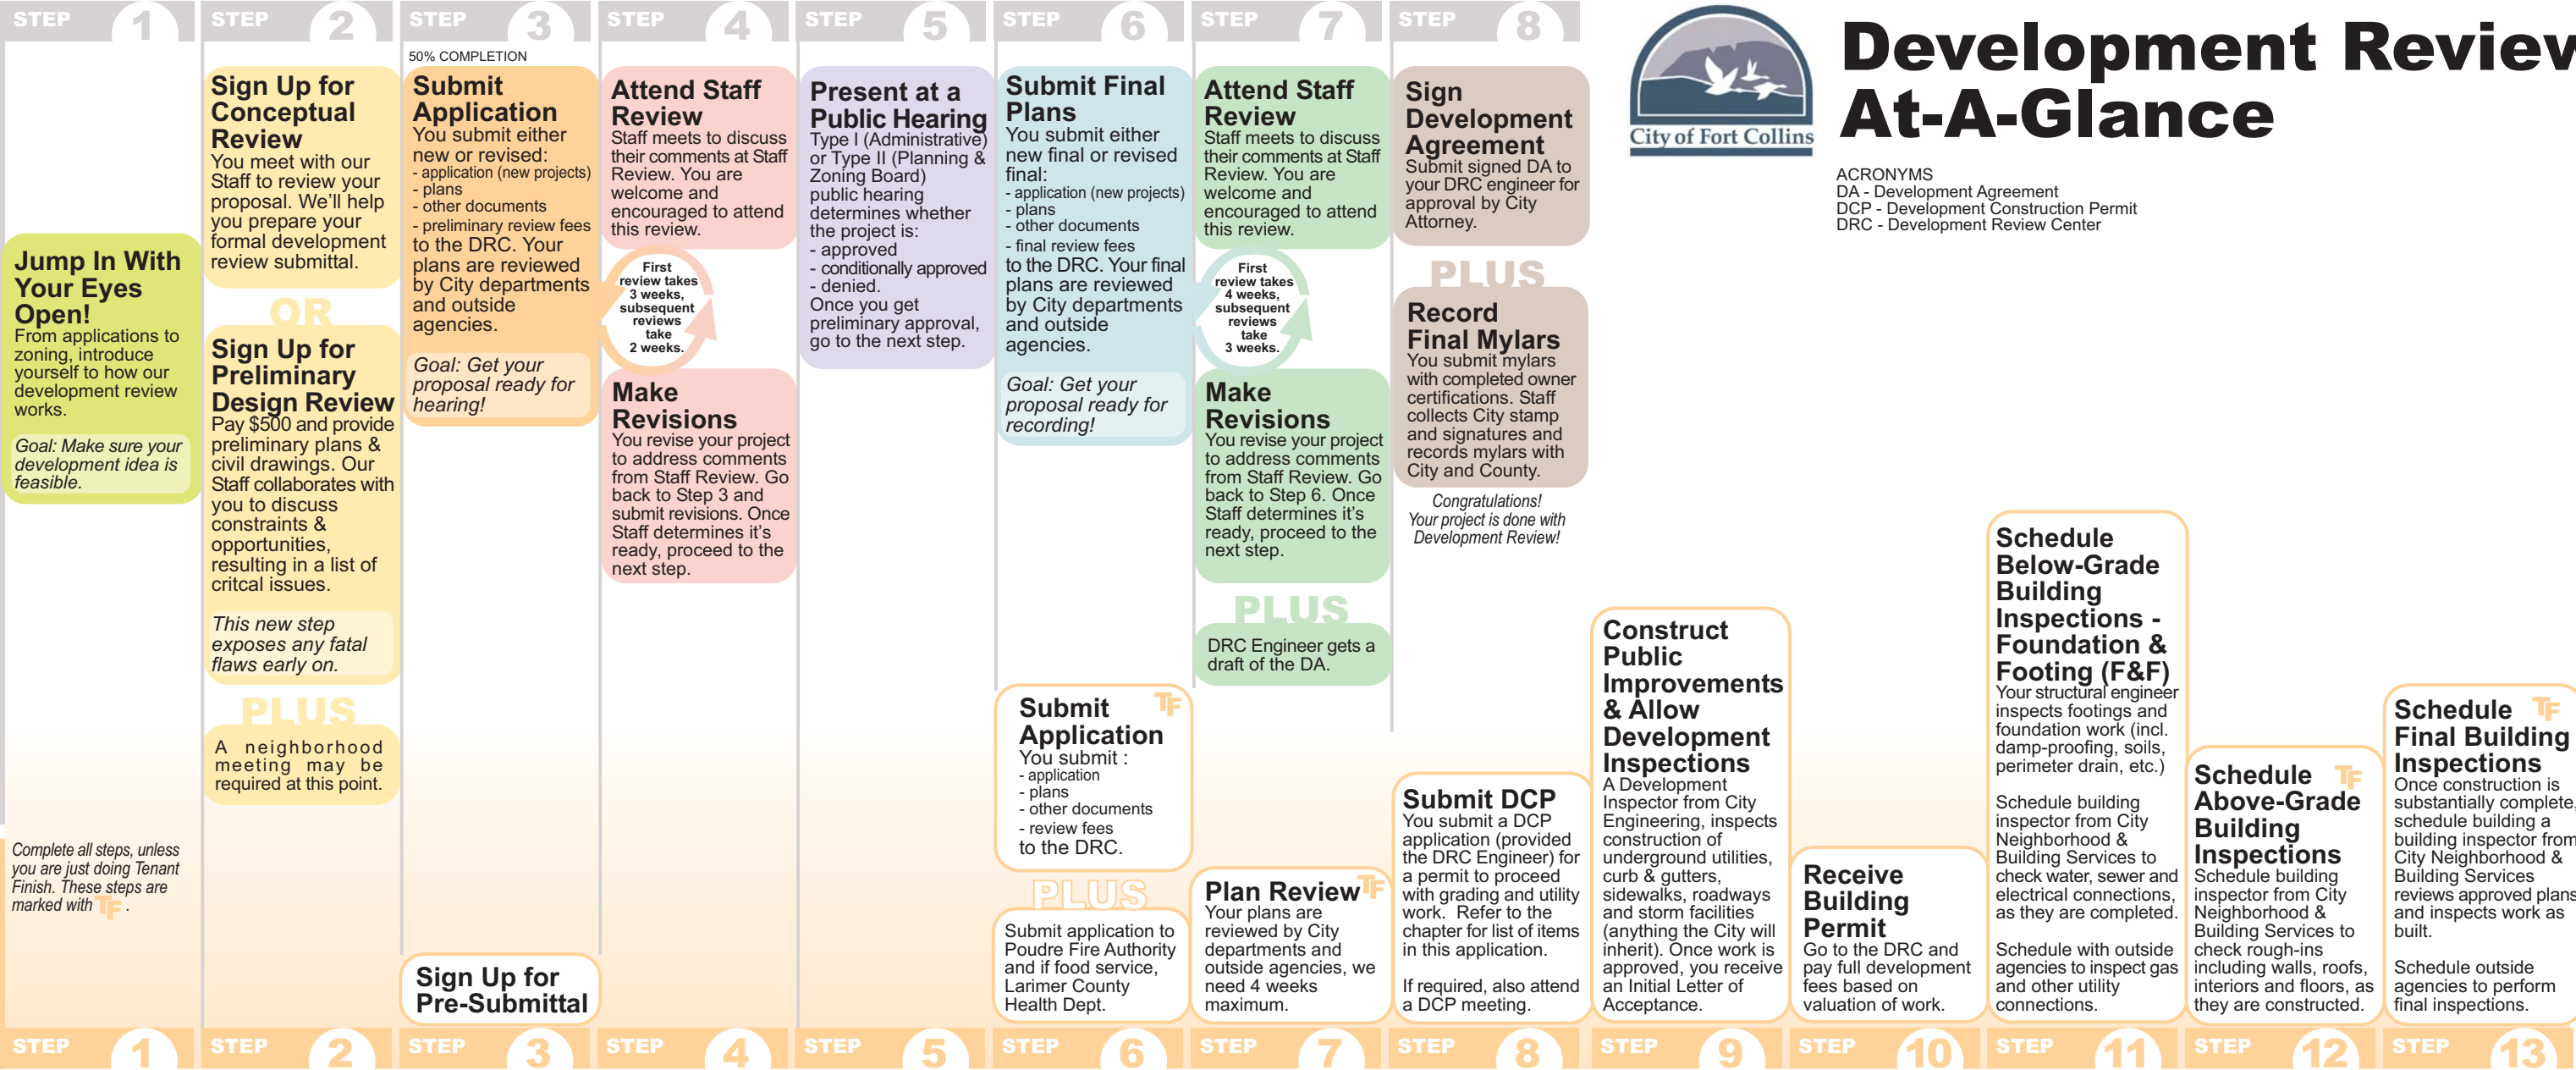 STEP 1
STEP 2
STEP 3
STEP 4
STEP 5
STEP 6
STEP 7
STEP 8
City of Fort Collins
Development Review
At-A-Glance
ACRONYMS
DA - Development Agreement
DCP - Development Construction Permit
DRC - Development Review Center
Jump In With
Your Eyes
Open!
From applications to
zoning, introduce
yourself to how our
development review
works.
Goal: Make sure your
development idea is
feasible.
Complete all steps, unless
you are just doing Tenant
Finish. These steps are
marked with TF .
Sign Up for
Conceptual
Review
You meet with our
Staff to review your
proposal. We'll help
you prepare your
formal development
review submittal.
OR
Sign Up for
Preliminary
Design Review
Pay $500 and provide
preliminary plans &
civil drawings. Our
Staff collaborates with
you to discuss
constraints &
opportunities,
resulting in a list of
critcal issues.
This new step
exposes any fatal
flaws early on.
PLUS
A neighborhood
meeting may be
required at this point.
50% COMPLETION
Submit
Application
You submit either
new or revised:
- application (new projects)
- plans
- other documents
- preliminary review fees
to the DRC. Your
plans are reviewed
by City departments
and outside
agencies.
Goal: Get your
proposal ready for
hearing!
Sign Up for
Pre-Submittal
Attend Staff
Review
Staff meets to discuss
their comments at Staff
Review. You are
welcome and
encouraged to attend
this review.
First
review takes
3 weeks,
subsequent
reviews
take
2 weeks.
Make
Revisions
You revise your project
to address comments
from Staff Review. Go
back to Step 3 and
submit revisions. Once
Staff determines it's
ready, proceed to the
next step.
Present at a
Public Hearing
Type I (Administrative)
or Type II (Planning &
Zoning Board)
public hearing
determines whether
the project is:
- approved
- conditionally approved
- denied.
Once you get
preliminary approval,
go to the next step.
Submit Final
Plans
You submit either
new final or revised
final:
- application (new projects)
- plans
- other documents
- final review fees
to the DRC. Your final
plans are reviewed
by City departments
and outside
agencies.
Goal: Get your
proposal ready for
recording!
Submit TF
Application
You submit :
- application
- plans
- other documents
- review fees
to the DRC.
PLUS
Submit application to
Poudre Fire Authority
and if food service,
Larimer County
Health Dept.
Attend Staff
Review
Staff meets to discuss
their comments at Staff
Review. You are
welcome and
encouraged to attend
this review.
First
review takes
4 weeks,
subsequent
reviews
take
3 weeks.
Make
Revisions
You revise your project
to address comments
from Staff Review. Go
back to Step 6. Once
Staff determines it's
ready, proceed to the
next step.
PLUS
DRC Engineer gets a
draft of the DA.
Plan Review TF
Your plans are
reviewed by City
departments and
outside agencies, we
need 4 weeks
maximum.
Sign
Development
Agreement
Submit signed DA to
your DRC engineer for
approval by City
Attorney.
PLUS
Record
Final Mylars
You submit mylars
with completed owner
certifications. Staff
collects City stamp
and signatures and
records mylars with
City and County.
Congratulations!
Your project is done with
Development Review!
Submit DCP
You submit a DCP
application (provided
the DRC Engineer) for
a permit to proceed
with grading and utility
work. Refer to the
chapter for list of items
in this application.
If required, also attend
a DCP meeting.
Construct
Public
Improvements
& Allow
Development
Inspections
A Development
Inspector from City
Engineering, inspects
construction of
underground utilities,
curb & gutters,
sidewalks, roadways
and storm facilities
(anything the City will
inherit). Once work is
approved, you receive
an Initial Letter of
Acceptance.
Receive
Building
Permit
Go to the DRC and
pay full development
fees based on
valuation of work.
Schedule
Below-Grade
Building
Inspections -
Foundation &
Footing (F&F)
Your structural engineer
inspects footings and
foundation work (incl.
damp-proofing, soils,
perimeter drain, etc.)
Schedule building
inspector from City
Neighborhood &
Building Services to
check water, sewer and
electrical connections,
as they are completed.
Schedule with outside
agencies to inspect gas
and other utility
connections.
Schedule TF
Above-Grade
Building
Inspections
Schedule building
inspector from City
Neighborhood &
Building Services to
check rough-ins
including walls, roofs,
interiors and floors, as
they are constructed.
Schedule TF
Final Building
Inspections
Once construction is
substantially complete,
schedule building a
building inspector from
City Neighborhood &
Building Services
reviews approved plans
and inspects work as
built.
Schedule outside
agencies to perform
final inspections.
STEP 1
STEP 2
STEP 3
STEP 4
STEP 5
STEP 6
STEP 7
STEP 8
STEP 9
STEP 10
STEP 11
STEP 12
STEP 13